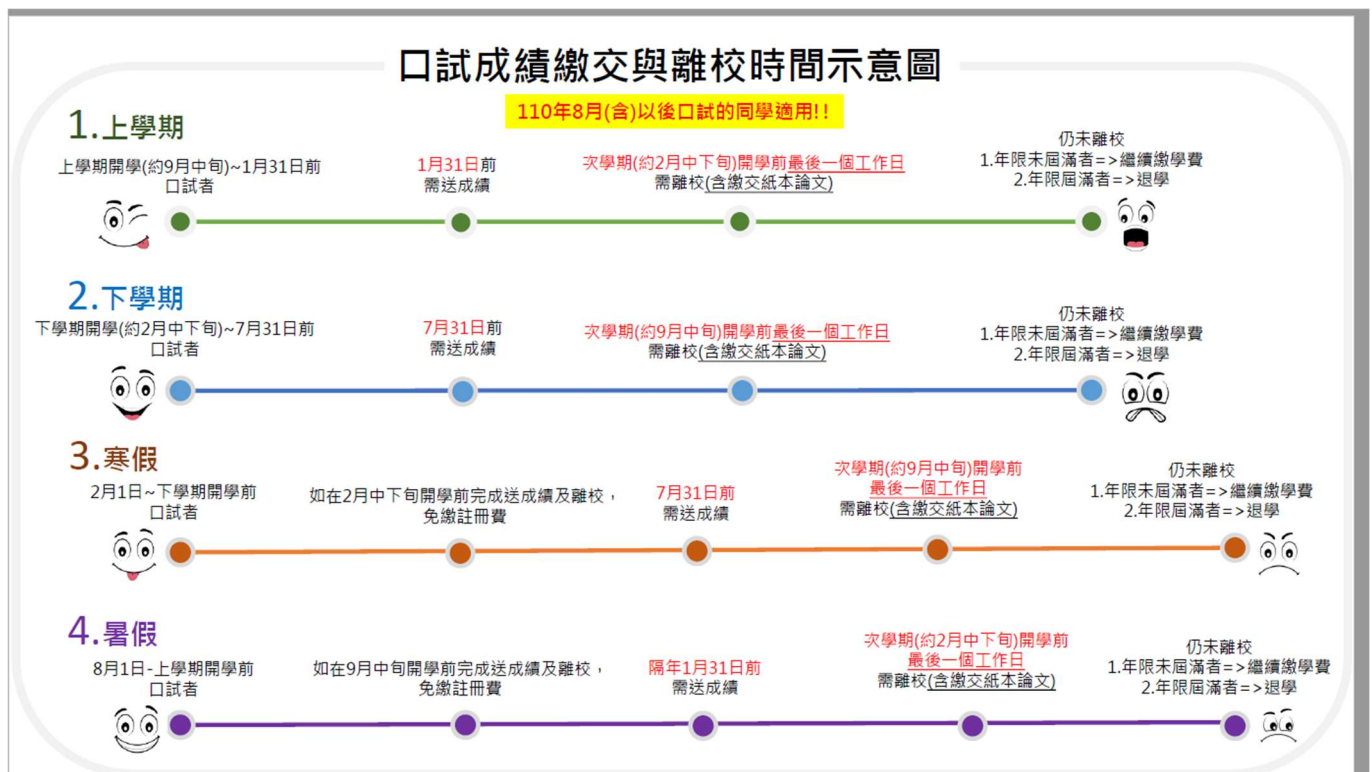 口試成績繳交與離校時間示意圖
110年8月(含)以後口試的同學適用!!
1.上學期
上學期開學(約9月中旬)~1月31日前
口試者
1月31日前
需送成績
次學期(約2月中下旬)開學前最後一個工作日
需離校(含繳交紙本論文)
仍未離校
1.年限未屆滿者=>繼續繳學費
2.年限屆滿者=>退學
2.下學期
下學期開學(約2月中下旬)~7月31日前
口試者
7月31日前
需送成績
次學期(約9月中旬)開學前最後一個工作日
需離校(含繳交紙本論文)
仍未離校
1.年限未屆滿者=>繼續繳學費
2.年限屆滿者=>退學
3.寒假
2月1日~下學期開學前
口試者
如在2月中下旬開學前完成送成績及離校，
免繳註冊費
7月31日前
需送成績
次學期(約9月中旬)開學前
最後一個工作日
需離校(含繳交紙本論文)
仍未離校
1.年限未屆滿者=>繼續繳學費
2.年限屆滿者=>退學
4.暑假
8月1日-上學期開學前
口試者
如在9月中旬開學前完成送成績及離校，
免繳註冊費
隔年1月31日前
需送成績
次學期(約2月中下旬)開學前
最後一個工作日
需離校(含繳交紙本論文)
仍未離校
1.年限未屆滿者=>繼續繳學費
2.年限屆滿者=>退學